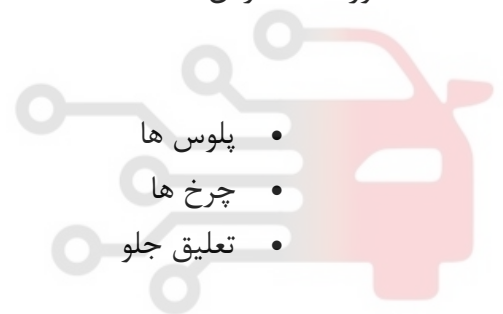 • پلوس ها
• چرخ ها
• تعلیق جلو